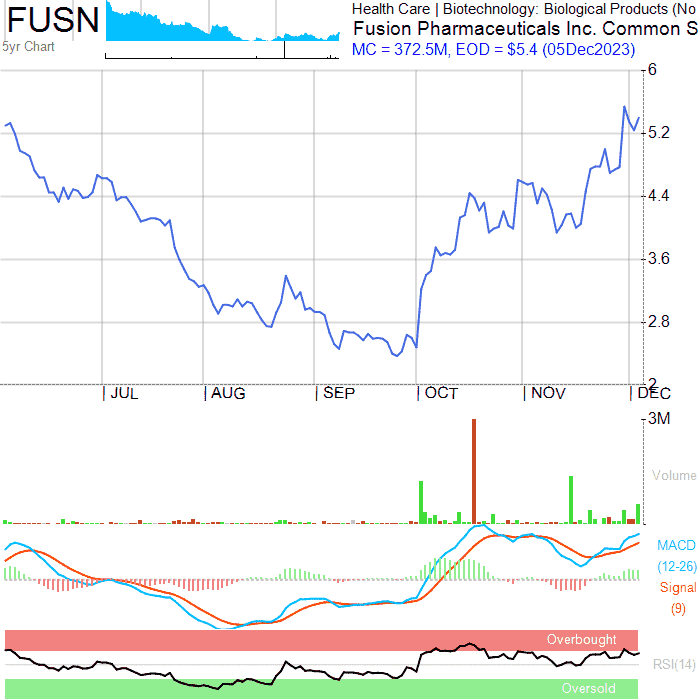 FUSN
5yr Chart
Health Care | Biotechnology: Biological Products (No
Fusion Pharmaceuticals Inc. Common S
MC = 372.5M, EOD = $5.4 (05Dec2023)
6
5.2
4.4
3.6
2.8
2
JUL AUG SEP OCT NOV DEC
3M
Volume
MACD
(12-26)
Signal
(9)
Overbought
RSI(14)
Oversold